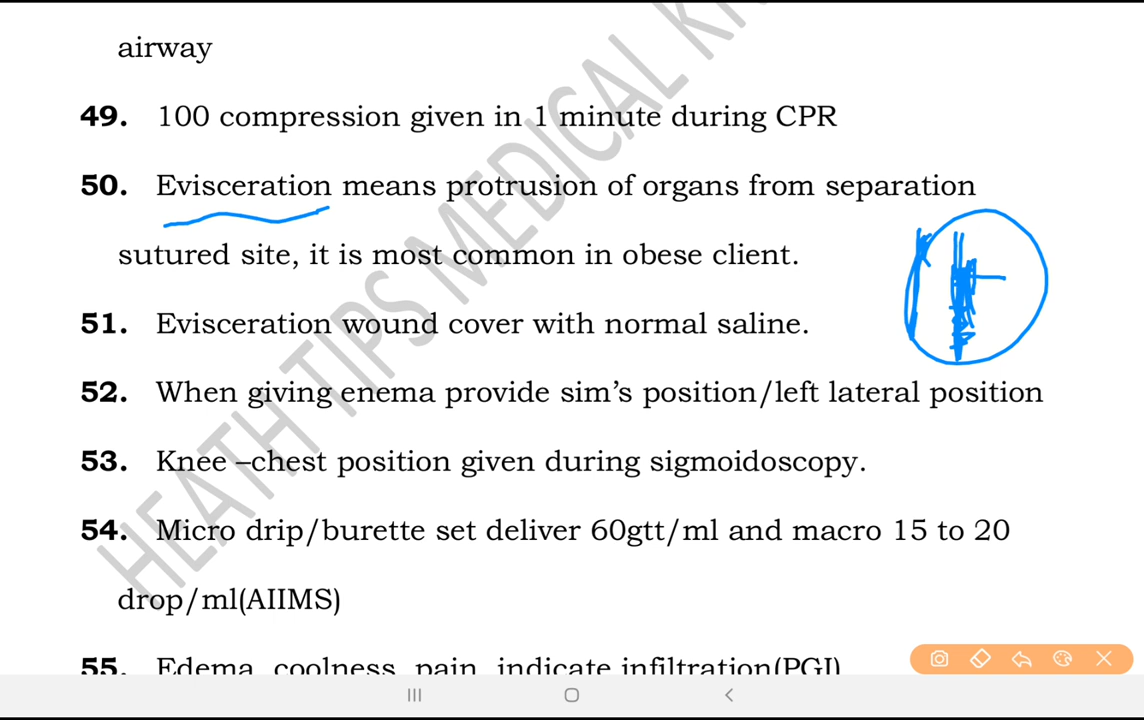 airway
49. 100 compression given in 1 minute during CPR
50. Evisceration means protrusion of organs from separation
sutured site, it is most common in obese client.
51. Evisceration wound cover with normal saline.
52. When giving enema provide sim's position/left lateral position
53. Knee –chest position given during sigmoidoscopy.
54. Micro drip/burette set deliver 60gtt/ml and macro 15 to 20
drop/ml(AIIMS)
55. Edema, coolness, pain, indicate infiltration(PGI)
HEATH TIPS MEDICAL